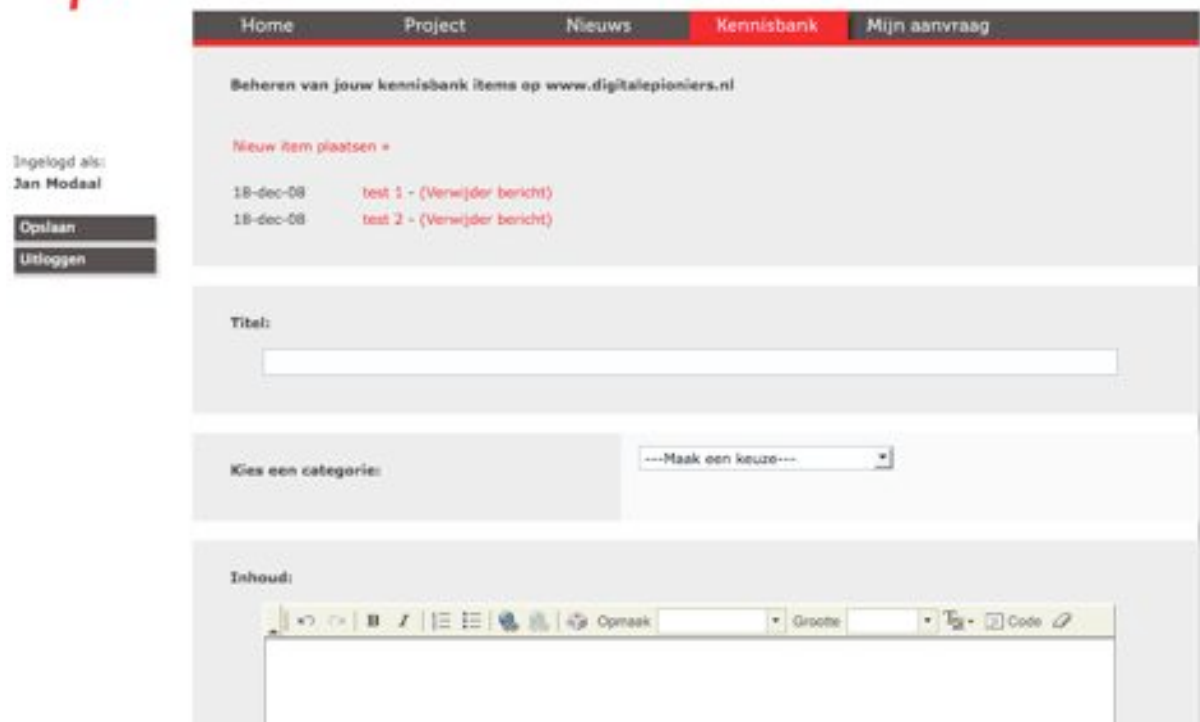 Home Project Nieuws Kennisbank Mijn aanvraag
Beheren van jouw kennisbank items op www.digitalepioniers.nl
Nieuw item plaatsen »
Ingelogd als:
Jan Modaal
18-dec-08 test 1 - (Verwijder bericht)
18-dec-08 test 2 - (Verwijder bericht)
Opslaan
Uitloggen
Titel:
Kies een categorie: ---Maak een keuze---
Inhoud:
B I Opmaak Grootte Code